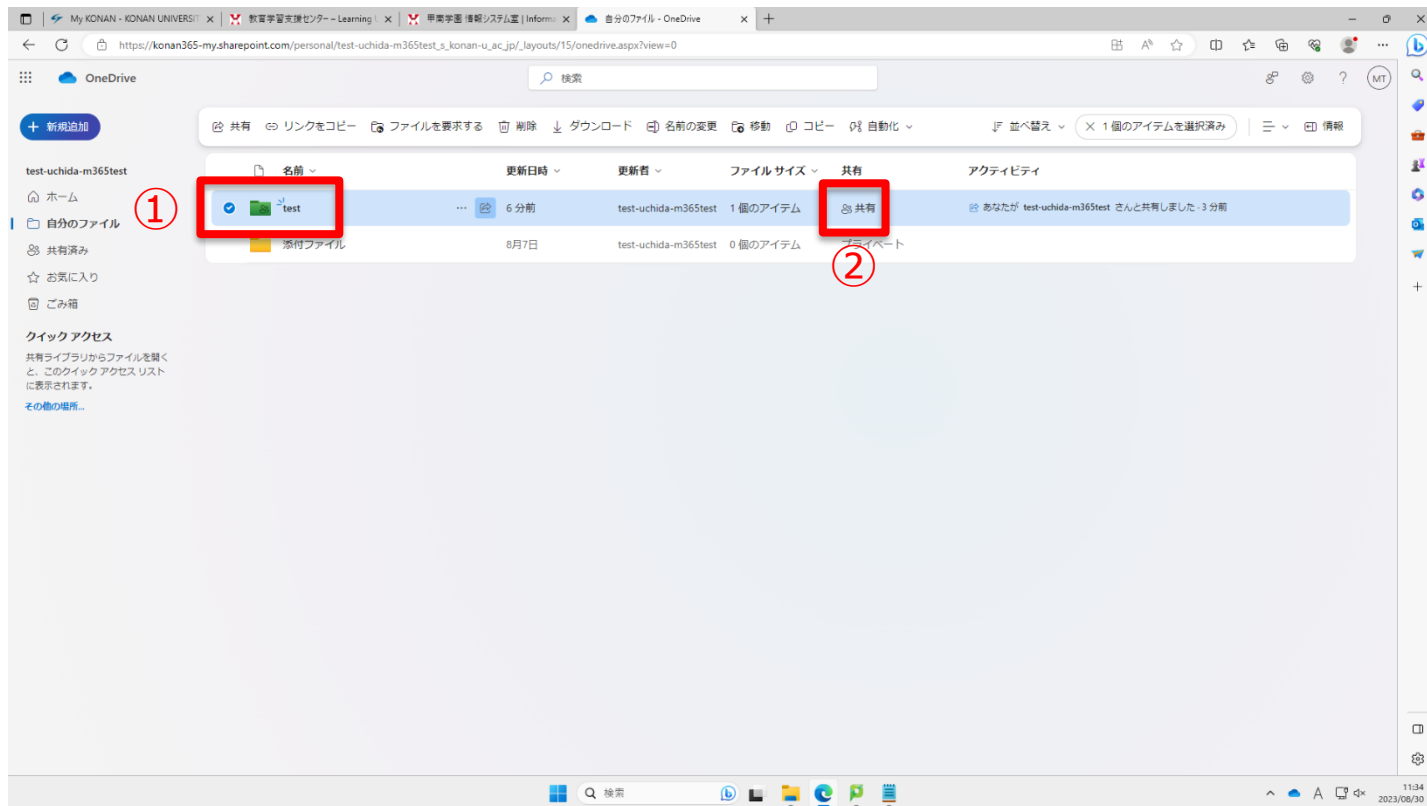 My KONAN - KONAN UNIVERSIT
教育学習支援センター – Learning
甲南学園 情報システム室 | Informa
自分のファイル - OneDrive
https://konan365-my.sharepoint.com/personal/test-uchida-m365test_s_konan-u_ac_jp/_layouts/15/onedrive.aspx?view=0
OneDrive
検索
MT
+ 新規追加
共有 リンクをコピー ファイルを要求する 削除 ダウンロード 名前の変更 移動 コピー 自動化
並べ替え × 1 個のアイテムを選択済み 情報
test-uchida-m365test
ホーム
自分のファイル
共有済み
お気に入り
ごみ箱
クイック アクセス
共有ライブラリからファイルを開く
と、このクイック アクセス リスト
に表示されます。
その他の場所...
名前 更新日時 更新者 ファイル サイズ 共有 アクティビティ
①
test ... 6 分前 test-uchida-m365test 1 個のアイテム 共有 あなたが test-uchida-m365test さんと共有しました · 3 分前
添付ファイル 8月7日 test-uchida-m365test 0 個のアイテム プライベート
②
検索
A
11:34
2023/08/30